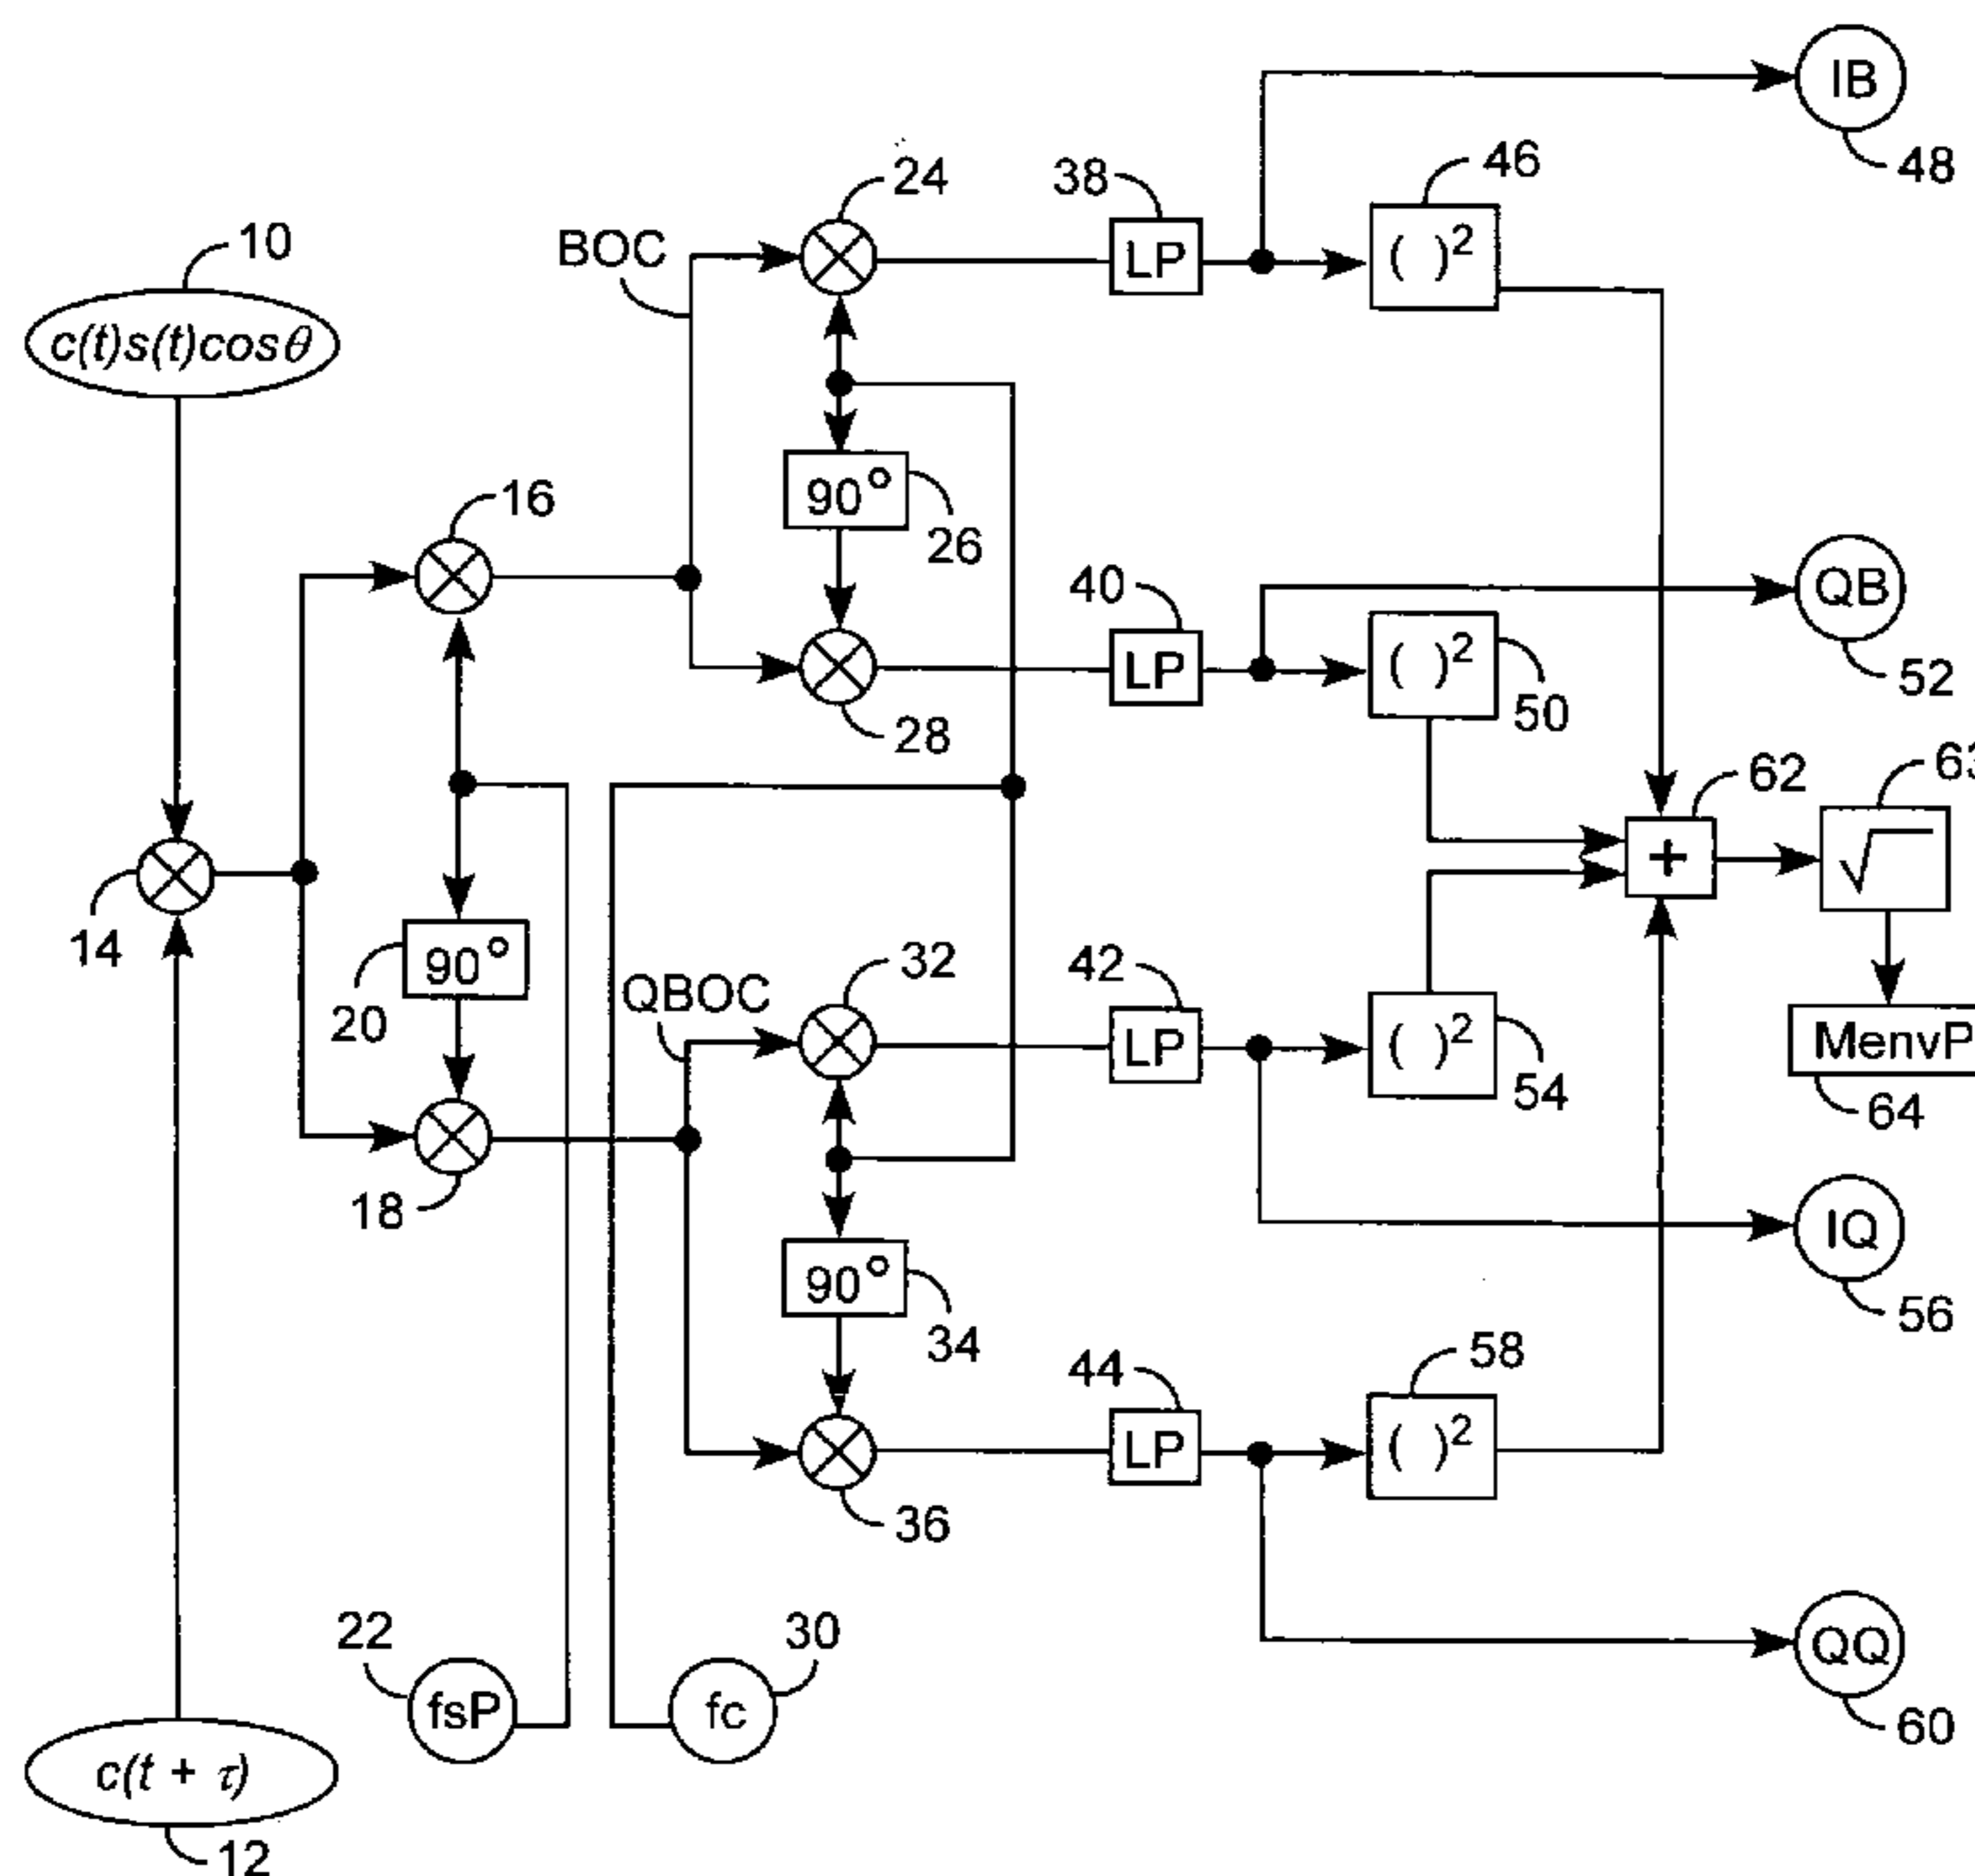 IB
48
24
38
46
10
BOC
LP
( )²
c(t)s(t)cosθ
16
90°
26
40
QB
LP
( )²
52
28
50
62
63
+
√
14
90°
20
32
42
QBOC
LP
( )²
MenvP
54
64
18
IQ
90°
56
34
44
58
LP
( )²
36
22
30
QQ
fsP
fc
60
c(t + τ)
12